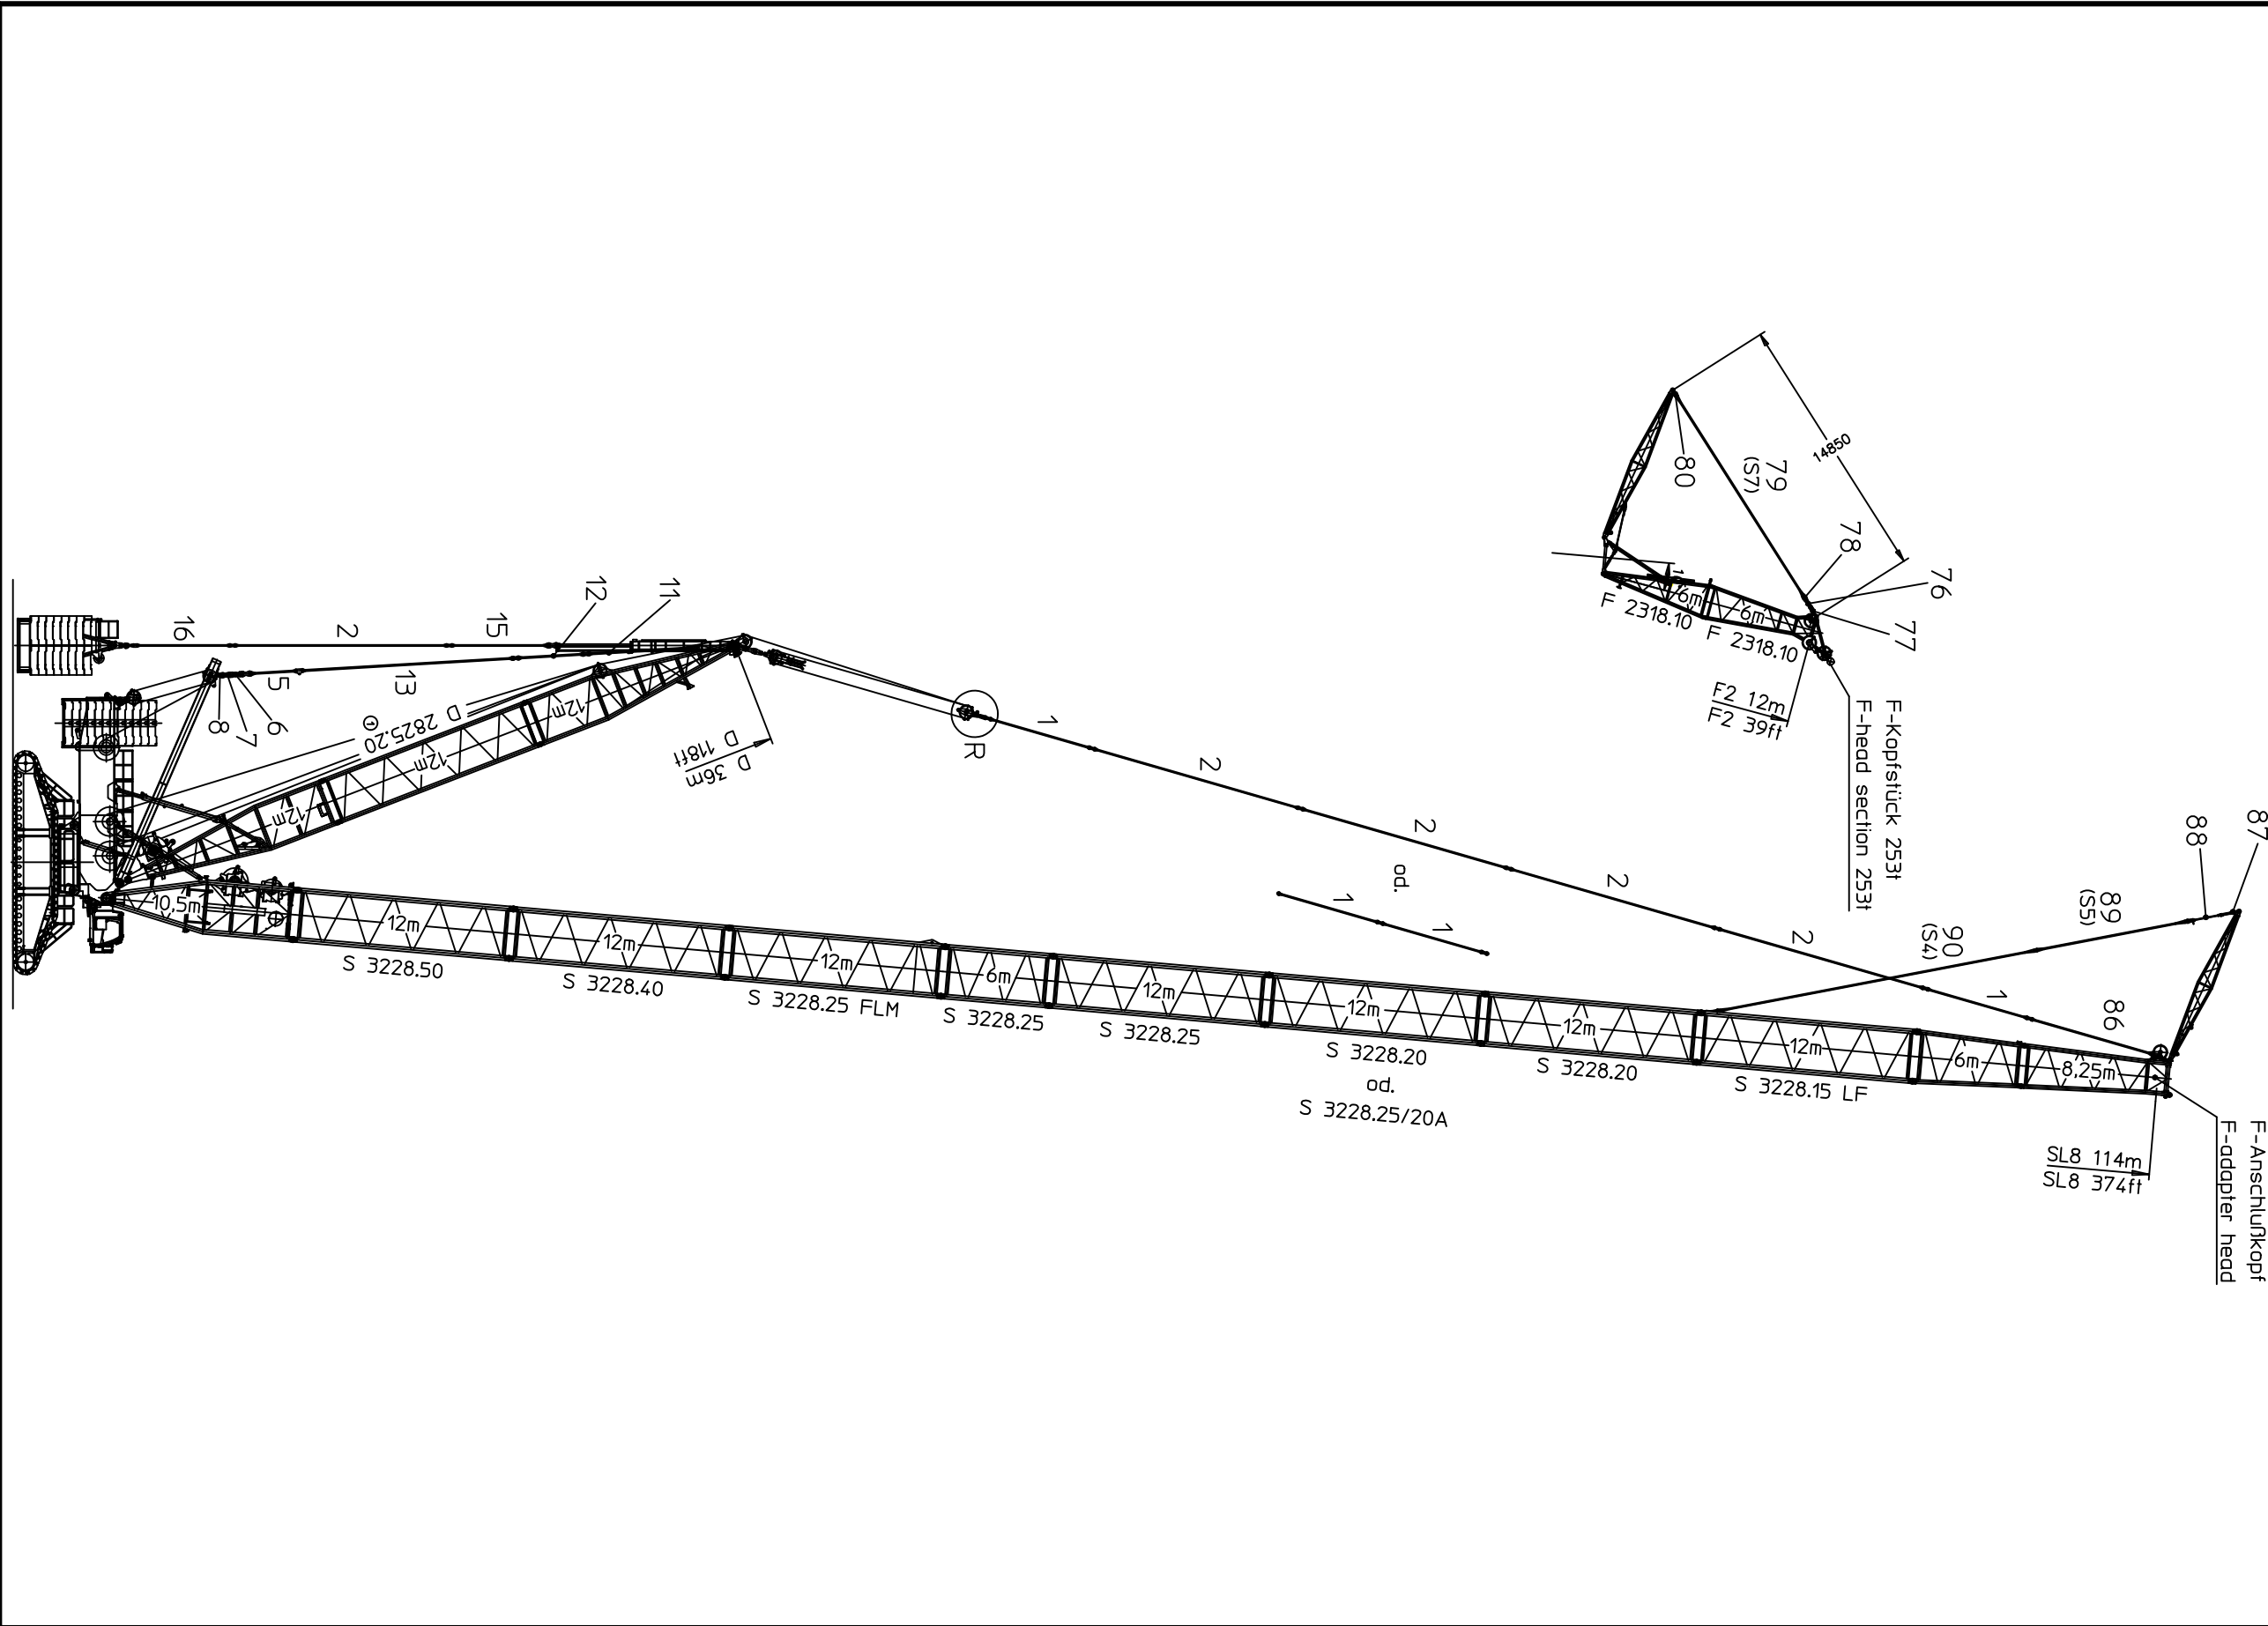 14850
80
79
(S7)
78
76
77
1
6m
6m
F 2318.10
F 2318.10
F2 12m
F2 39ft
F-Kopfstück 253t
F-head section 253t
87
88
89
(S5)
90
(S4)
86
F-Anschlußkopf
F-adapter head
SL8 114m
SL8 374ft
12
11
16
2
15
5
13
6
7
8
D 2825.20
1
12m
12m
12m
D 36m
D 118ft
R
1
2
2
2
2
1
od.
1
1
10,5m
12m
12m
12m
6m
12m
12m
12m
12m
6m
8,25m
S 3228.50
S 3228.40
S 3228.25 FLM
S 3228.25
S 3228.25
S 3228.20
od.
S 3228.25/20A
S 3228.20
S 3228.15 LF